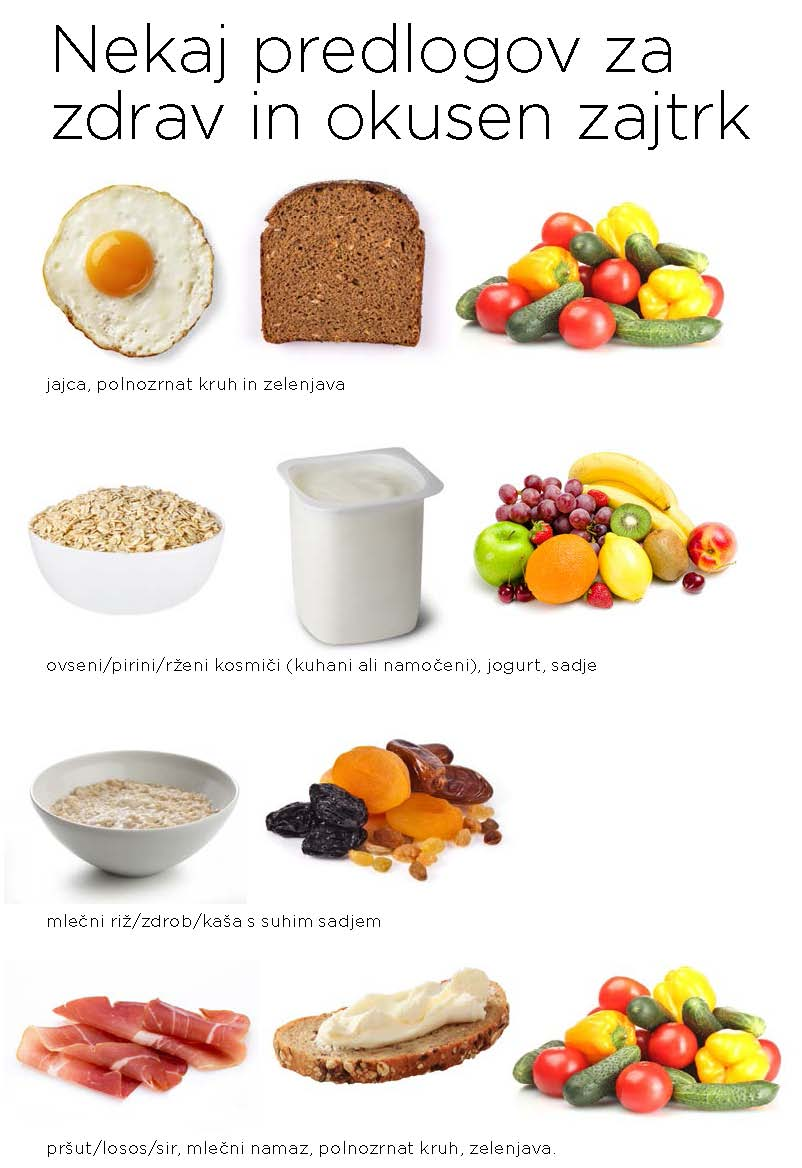 Nekaj predlogov za
zdrav in okusen zajtrk
jajca, polnozrnat kruh in zelenjava
ovseni/pirini/rženi kosmiči (kuhani ali namočeni), jogurt, sadje
mlečni riž/zdrob/kaša s suhim sadjem
pršut/losos/sir, mlečni namaz, polnozrnat kruh, zelenjava.